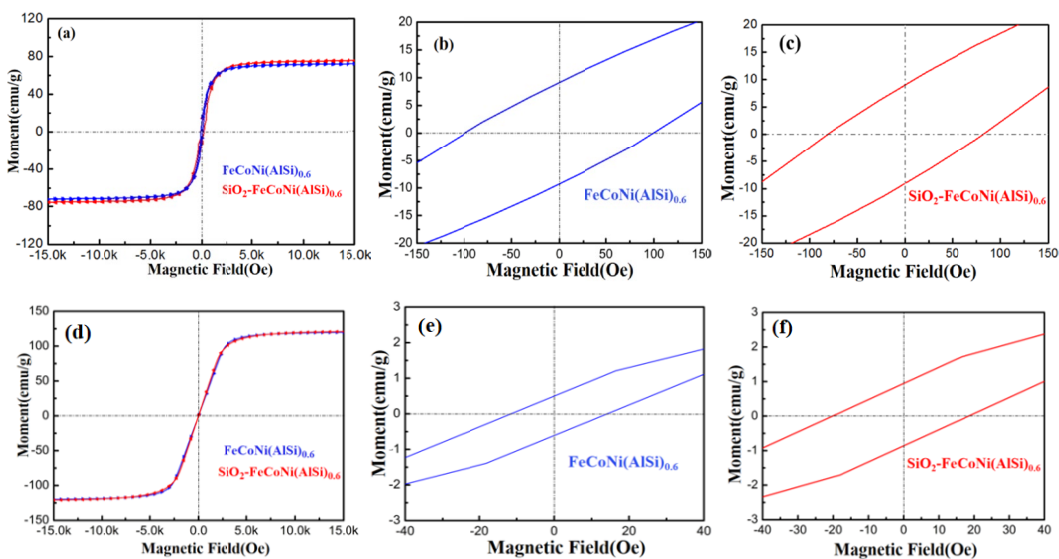 (a)
Moment(emu/g)
120
80
40
0
-40
-80
-120
FeCoNi(AlSi)0.6
SiO2-FeCoNi(AlSi)0.6
-15.0k -10.0k -5.0k 0.0 5.0k 10.0k 15.0k
Magnetic Field(Oe)
(b)
Moment(emu/g)
20
15
10
5
0
-5
-10
-15
-20
FeCoNi(AlSi)0.6
-150 -100 -50 0 50 100 150
Magnetic Field(Oe)
(c)
Moment(emu/g)
20
15
10
5
0
-5
-10
-15
-20
SiO2-FeCoNi(AlSi)0.6
-150 -100 -50 0 50 100 150
Magnetic Field(Oe)
(d)
Moment(emu/g)
150
100
50
0
-50
-100
-150
FeCoNi(AlSi)0.6
SiO2-FeCoNi(AlSi)0.6
-15.0k -10.0k -5.0k 0.0 5.0k 10.0k 15.0k
Magnetic Field(Oe)
(e)
Moment(emu/g)
3
2
1
0
-1
-2
-3
FeCoNi(AlSi)0.6
-40 -20 0 20 40
Magnetic Field(Oe)
(f)
Moment(emu/g)
3
2
1
0
-1
-2
-3
SiO2-FeCoNi(AlSi)0.6
-40 -30 -20 -10 0 10 20 30 40
Magnetic Field(Oe)